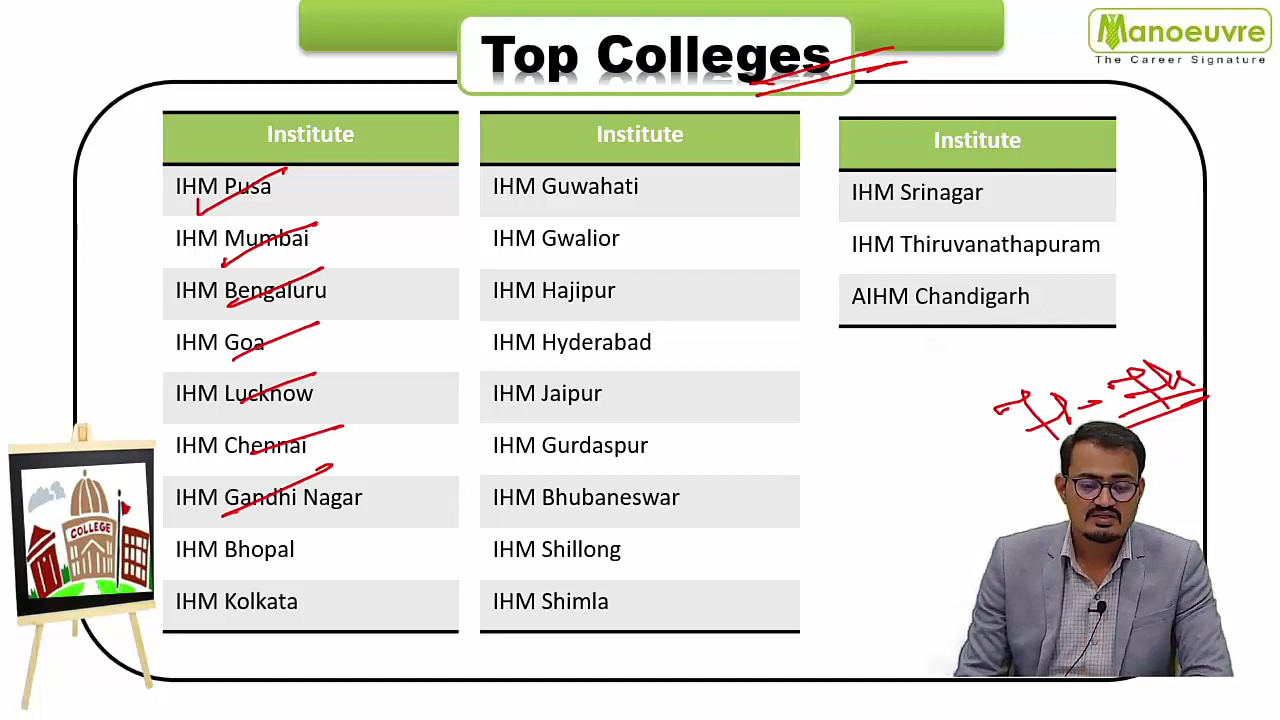 Top Colleges
Manoeuvre
The Career Signature
Institute
IHM Pusa
IHM Mumbai
IHM Bengaluru
IHM Goa
IHM Lucknow
IHM Chennai
IHM Gandhi Nagar
IHM Bhopal
IHM Kolkata
Institute
IHM Guwahati
IHM Gwalior
IHM Hajipur
IHM Hyderabad
IHM Jaipur
IHM Gurdaspur
IHM Bhubaneswar
IHM Shillong
IHM Shimla
Institute
IHM Srinagar
IHM Thiruvanathapuram
AIHM Chandigarh
COLLEGE